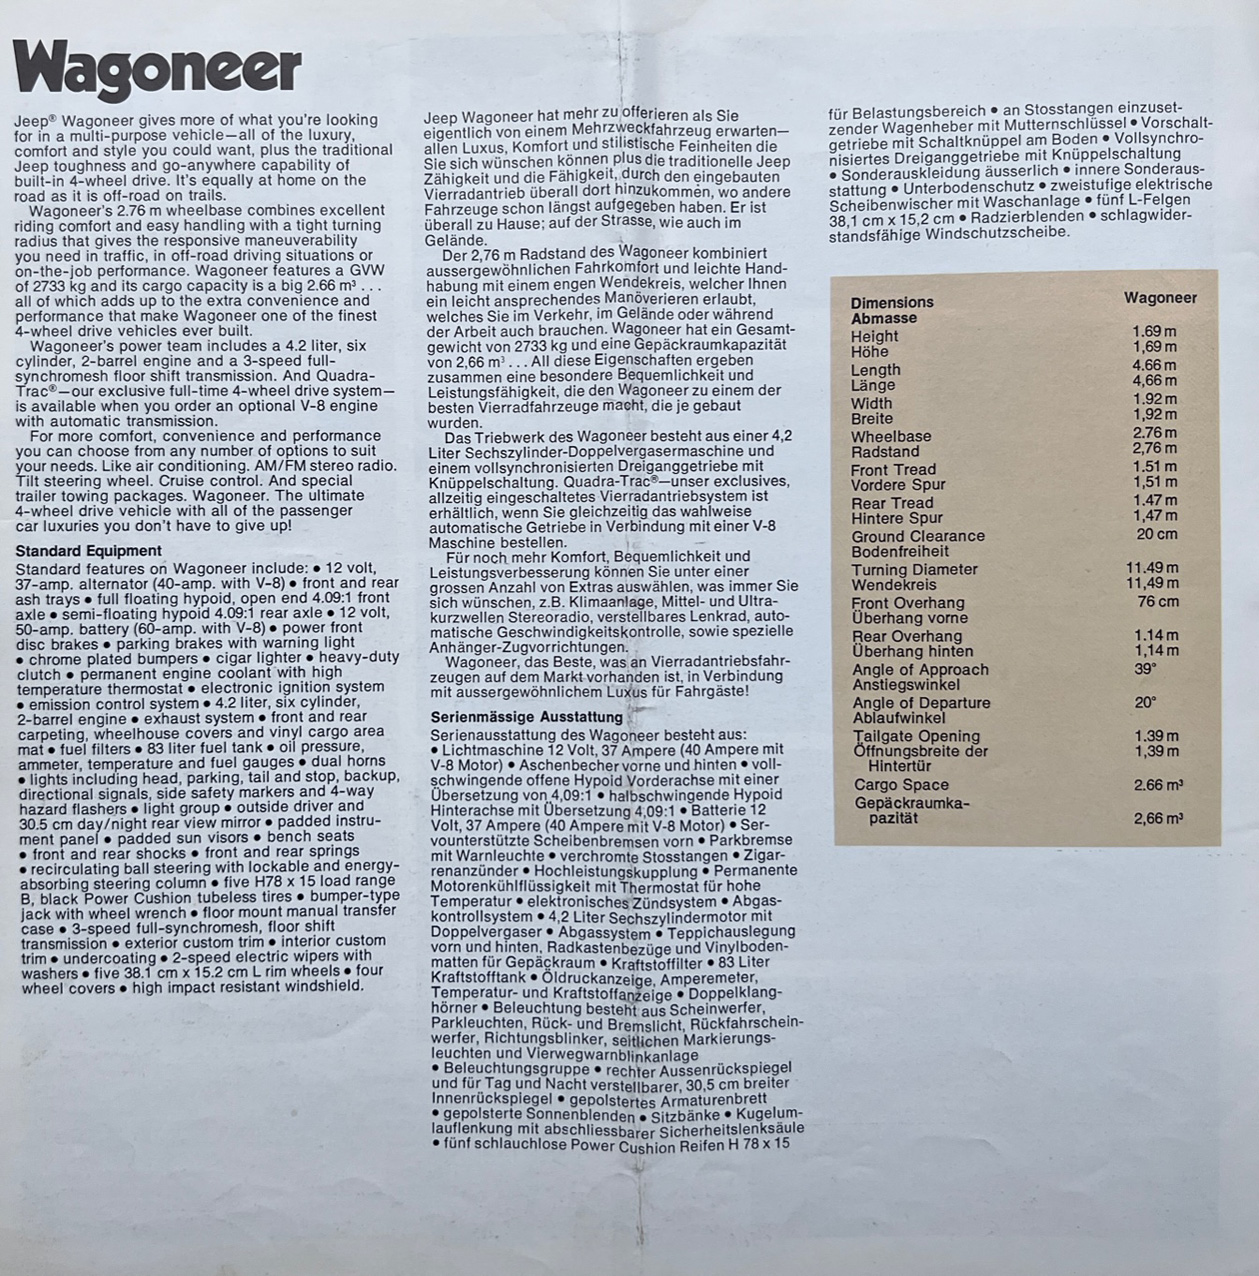 Wagoneer
Jeep® Wagoneer gives more of what you're looking
for in a multi-purpose vehicle—all of the luxury,
comfort and style you could want, plus the traditional
Jeep toughness and go-anywhere capability of
built-in 4-wheel drive. It's equally at home on the
road as it is off-road on trails.
Wagoneer's 2.76 m wheelbase combines excellent
riding comfort and easy handling with a tight turning
radius that gives the responsive maneuverability
you need in traffic, in off-road driving situations or
on-the-job performance. Wagoneer features a GVW
of 2733 kg and its cargo capacity is a big 2.66 m³ . . .
all of which adds up to the extra convenience and
performance that make Wagoneer one of the finest
4-wheel drive vehicles ever built.
Wagoneer's power team includes a 4.2 liter, six
cylinder, 2-barrel engine and a 3-speed full-
synchromesh floor shift transmission. And Quadra-
Trac®—our exclusive full-time 4-wheel drive system—
is available when you order an optional V-8 engine
with automatic transmission.
For more comfort, convenience and performance
you can choose from any number of options to suit
your needs. Like air conditioning. AM/FM stereo radio.
Tilt steering wheel. Cruise control. And special
trailer towing packages. Wagoneer. The ultimate
4-wheel drive vehicle with all of the passenger
car luxuries you don't have to give up!
Standard Equipment
Standard features on Wagoneer include: • 12 volt,
37-amp. alternator (40-amp. with V-8) • front and rear
ash trays • full floating hypoid, open end 4.09:1 front
axle • semi-floating hypoid 4.09:1 rear axle • 12 volt,
50-amp. battery (60-amp. with V-8) • power front
disc brakes • parking brakes with warning light
• chrome plated bumpers • cigar lighter • heavy-duty
clutch • permanent engine coolant with high
temperature thermostat • electronic ignition system
• emission control system • 4.2 liter, six cylinder,
2-barrel engine • exhaust system • front and rear
carpeting, wheelhouse covers and vinyl cargo area
mat • fuel filters • 83 liter fuel tank • oil pressure,
ammeter, temperature and fuel gauges • dual horns
• lights including head, parking, tail and stop, backup,
directional signals, side safety markers and 4-way
hazard flashers • light group • outside driver and
30.5 cm day/night rear view mirror • padded instru-
ment panel • padded sun visors • bench seats
• front and rear shocks • front and rear springs
• recirculating ball steering with lockable and energy-
absorbing steering column • five H78 x 15 load range
B, black Power Cushion tubeless tires • bumper-type
jack with wheel wrench • floor mount manual transfer
case • 3-speed full-synchromesh, floor shift
transmission • exterior custom trim • interior custom
trim • undercoating • 2-speed electric wipers with
washers • five 38.1 cm x 15.2 cm L rim wheels • four
wheel covers • high impact resistant windshield.
Jeep Wagoneer hat mehr zu offerieren als Sie
eigentlich von einem Mehrzweckfahrzeug erwarten—
allen Luxus, Komfort und stilistische Feinheiten die
Sie sich wünschen können plus die traditionelle Jeep
Zähigkeit und die Fähigkeit, durch den eingebauten
Vierradantrieb überall dort hinzukommen, wo andere
Fahrzeuge schon längst aufgegeben haben. Er ist
überall zu Hause; auf der Strasse, wie auch im
Gelände.
Der 2,76 m Radstand des Wagoneer kombiniert
aussergewöhnlichen Fahrkomfort und leichte Hand-
habung mit einem engen Wendekreis, welcher Ihnen
ein leicht ansprechendes Manöverieren erlaubt,
welches Sie im Verkehr, im Gelände oder während
der Arbeit auch brauchen. Wagoneer hat ein Gesamt-
gewicht von 2733 kg und eine Gepäckraumkapazität
von 2,66 m³ . . . All diese Eigenschaften ergeben
zusammen eine besondere Bequemlichkeit und
Leistungsfähigkeit, die den Wagoneer zu einem der
besten Vierradfahrzeuge macht, die je gebaut
wurden.
Das Triebwerk des Wagoneer besteht aus einer 4,2
Liter Sechszylinder-Doppelvergasermaschine und
einem vollsynchronisierten Dreiganggetriebe mit
Knüppelschaltung. Quadra-Trac®—unser exclusives,
allzeitig eingeschaltetes Vierradantriebsystem ist
erhältlich, wenn Sie gleichzeitig das wahlweise
automatische Getriebe in Verbindung mit einer V-8
Maschine bestellen.
Für noch mehr Komfort, Bequemlichkeit und
Leistungsverbesserung können Sie unter einer
grossen Anzahl von Extras auswählen, was immer Sie
sich wünschen, z.B. Klimaanlage, Mittel- und Ultra-
kurzwellen Stereoradio, verstellbares Lenkrad, auto-
matische Geschwindigkeitskontrolle, sowie spezielle
Anhänger-Zugvorrichtungen.
Wagoneer, das Beste, was an Vierradantriebsfahr-
zeugen auf dem Markt vorhanden ist, in Verbindung
mit aussergewöhnlichem Luxus für Fahrgäste!
Serienmässige Ausstattung
Serienausttatung des Wagoneer besteht aus:
• Lichtmaschine 12 Volt, 37 Ampere (40 Ampere mit
V-8 Motor) • Aschenbecher vorne und hinten • voll-
schwingende offene Hypoid Vorderachse mit einer
Übersetzung von 4,09:1 • halbschwingende Hypoid
Hinterachse mit Übersetzung 4,09:1 • Batterie 12
Volt, 37 Ampere (40 Ampere mit V-8 Motor) • Ser-
vounterstützte Scheibenbremsen vorn • Parkbremse
mit Warnleuchte • verchromte Stosstangen • Zigar-
renanzünder • Hochleistungskupplung • Permanente
Motorenkühlflüssigkeit mit Thermostat für hohe
Temperatur • elektronisches Zündsystem • Abgas-
kontrollsystem • 4,2 Liter Sechszylindermotor mit
Doppelvergaser • Abgassystem • Teppichauslegung
vorn und hinten, Radkastenbezüge und Vinylboden-
matten für Gepäckraum • Kraftstoffilter • 83 Liter
Kraftstofftank • Öldruckanzeige, Amperemeter,
Temperatur- und Kraftstoffanzeige • Doppelklang-
hörner • Beleuchtung besteht aus Scheinwerfer,
Parkleuchten, Rück- und Bremslicht, Rückfahrschein-
werfer, Richtungsblinker, seitlichen Markierungs-
leuchten und Vierwegwarnblinkanlage
• Beleuchtungsgruppe • rechter Aussenrückspiegel
und für Tag und Nacht verstellbarer, 30,5 cm breiter
Innenrückspiegel • gepolstertes Armaturenbrett
• gepolsterte Sonnenblenden • Sitzbänke • Kugelum-
lauflenkung mit abschliessbarer Sicherheitslenksäule
• fünf schlauchlose Power Cushion Reifen H 78 x 15
für Belastungsbereich • an Stosstangen einzuset-
zender Wagenheber mit Mutternschlüssel • Vorschalt-
getriebe mit Schaltknüppel am Boden • Vollsynchro-
nisiertes Dreiganggetriebe mit Knüppelschaltung
• Sonderauskleidung äusserlich • innere Sonderaus-
stattung • Unterbodenschutz • zweistufige elektrische
Scheibenwischer mit Waschanlage • fünf L-Felgen
38,1 cm x 15,2 cm • Radzierblenden • schlagwider-
standsfähige Windschutzscheibe.
Dimensions Wagoneer
Abmasse
Height 1.69 m
Höhe 1,69 m
Length 4.66 m
Länge 4,66 m
Width 1.92 m
Breite 1,92 m
Wheelbase 2.76 m
Radstand 2,76 m
Front Tread 1.51 m
Vordere Spur 1,51 m
Rear Tread 1.47 m
Hintere Spur 1,47 m
Ground Clearance 20 cm
Bodenfreiheit
Turning Diameter 11.49 m
Wendekreis 11,49 m
Front Overhang 76 cm
Überhang vorne
Rear Overhang 1.14 m
Überhang hinten 1,14 m
Angle of Approach 39°
Anstiegswinkel
Angle of Departure 20°
Ablaufwinkel
Tailgate Opening 1.39 m
Öffnungsbreite der 1,39 m
Hintertür
Cargo Space 2.66 m³
Gepäckraumka-
pazität 2,66 m³